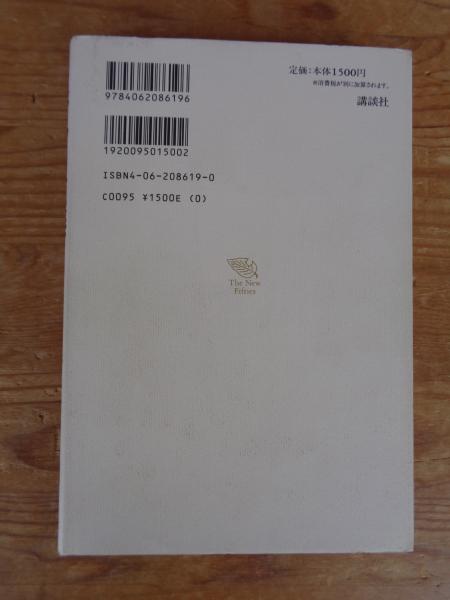 9784062086196
1920095015002
ISBN4-06-208619-0
C0095 ¥1500E (0)
定価：本体1500円
※消費税が別に加算されます。
講談社
The New
Fifties